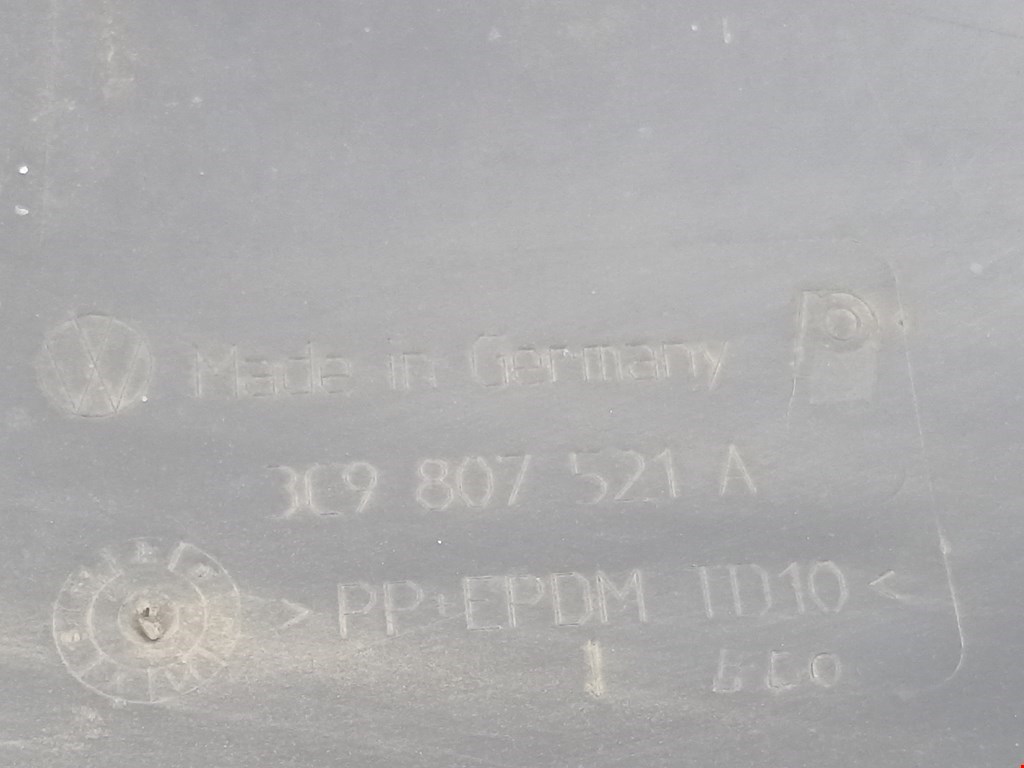 Made in Germany
3C9 807 521 A
>PP+EPDM TD10<